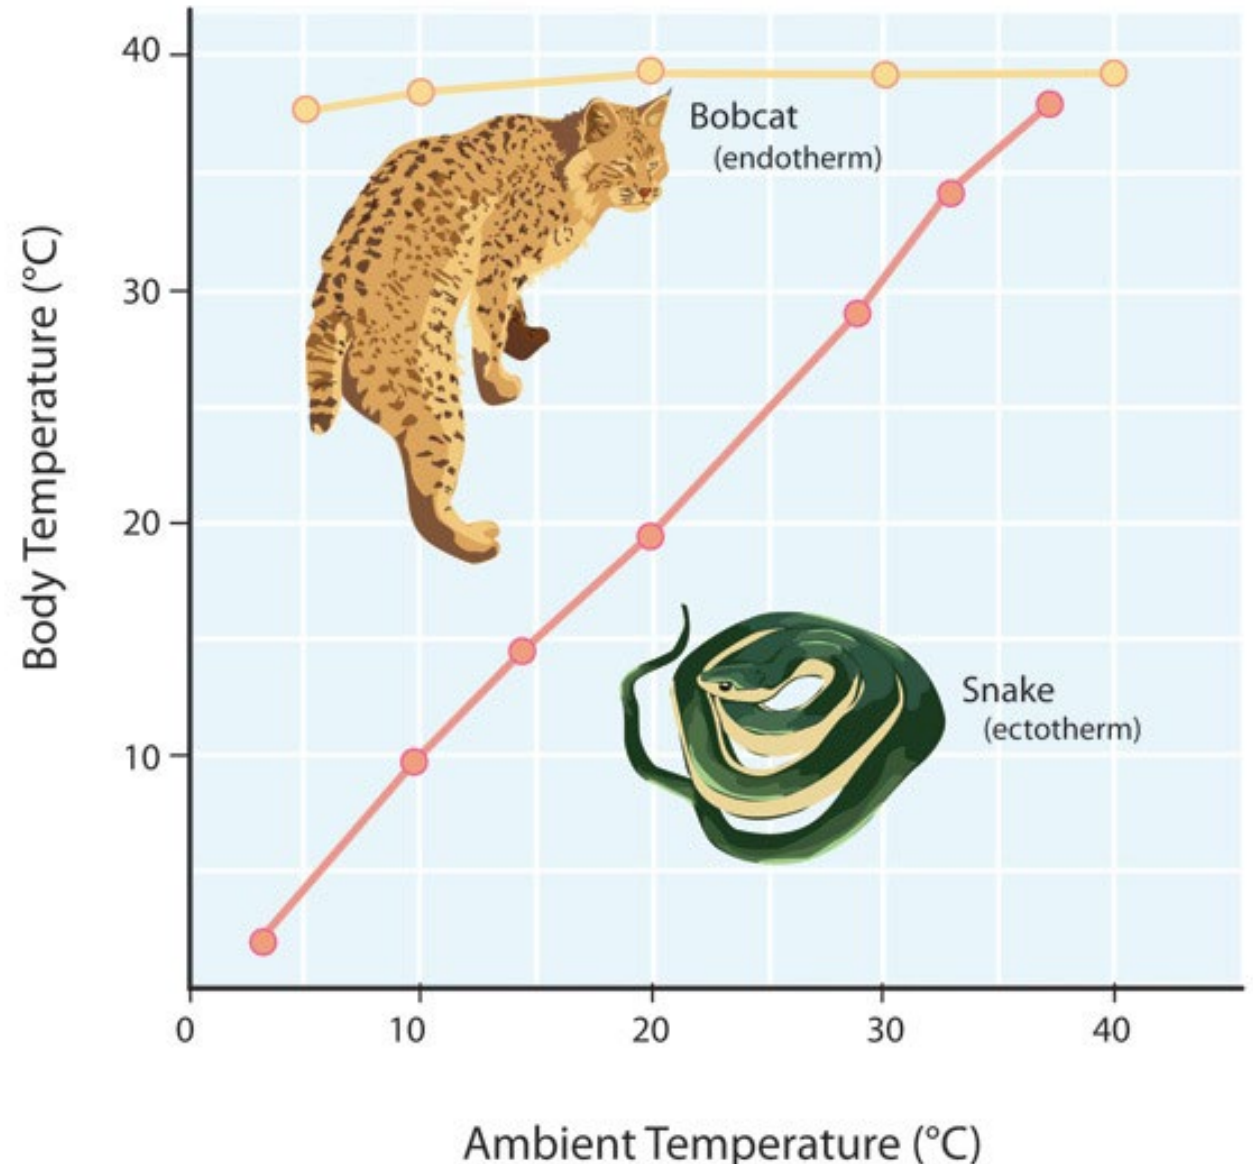 40
30
20
10
Body Temperature (°C)
Bobcat
(endotherm)
Snake
(ectotherm)
0 10 20 30 40
Ambient Temperature (°C)